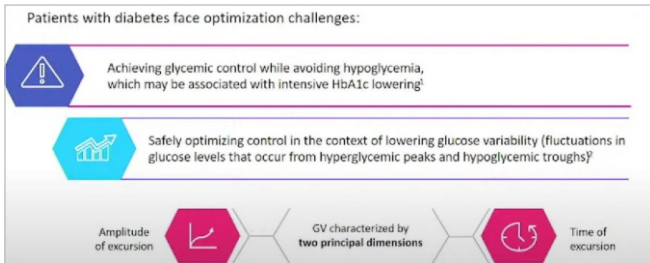 Patients with diabetes face optimization challenges:
Achieving glycemic control while avoiding hypoglycemia,
which may be associated with intensive HbA1c lowering¹
Safely optimizing control in the context of lowering glucose variability (fluctuations in
glucose levels that occur from hyperglycemic peaks and hypoglycemic troughs)²
Amplitude
of excursion
GV characterized by
two principal dimensions
Time of
excursion